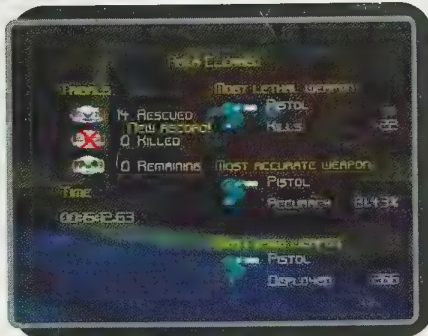 Area Cleared
Tribals
14 Rescued
New record!
0 Killed
0 Remaining
Time
Most lethal weapon
Pistol
Kills
Most accurate weapon
Pistol
Accuracy
Pistol
Deployed